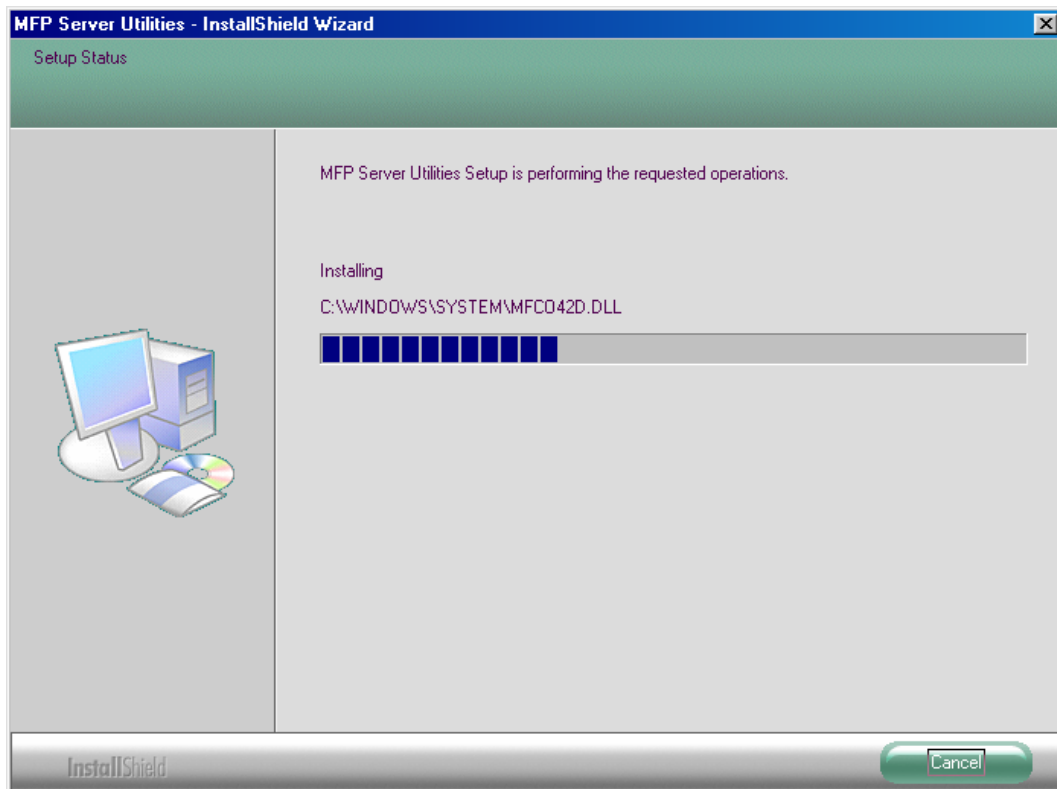 MFP Server Utilities - InstallShield Wizard
Setup Status
MFP Server Utilities Setup is performing the requested operations.
Installing
C:\WINDOWS\SYSTEM\MFCO42D.DLL
InstallShield
Cancel